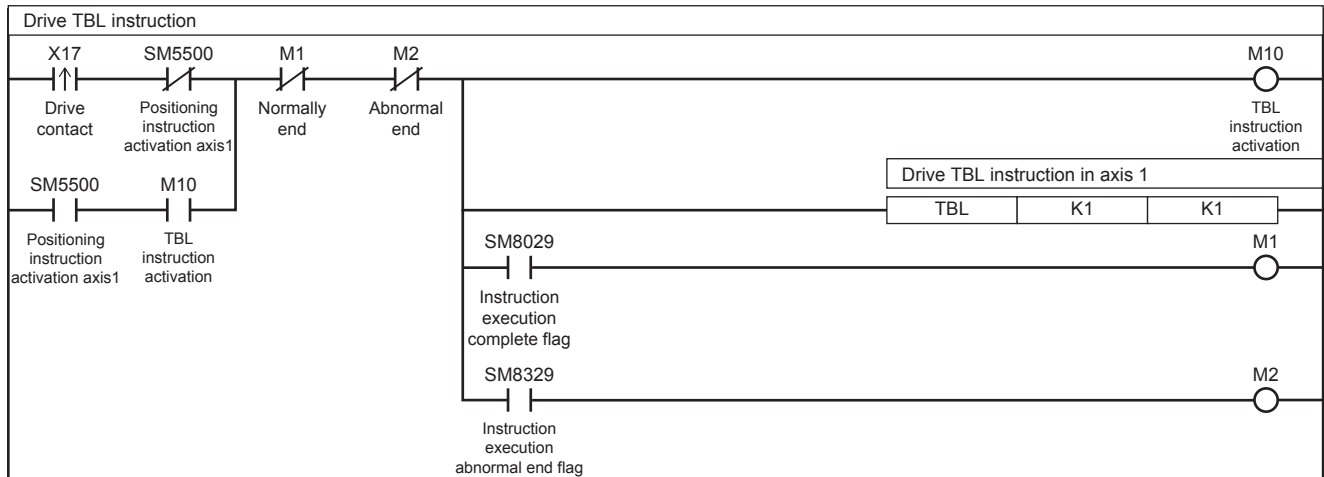 Drive TBL instruction
X17 SM5500 M1 M2 M10
Drive
contact
Positioning
instruction
activation axis1
Normally
end
Abnormal
end
TBL
instruction
activation
Drive TBL instruction in axis 1
SM5500 M10
TBL K1 K1
Positioning
instruction
activation axis1
TBL
instruction
activation
SM8029 M1
Instruction
execution
complete flag
SM8329 M2
Instruction
execution
abnormal end flag